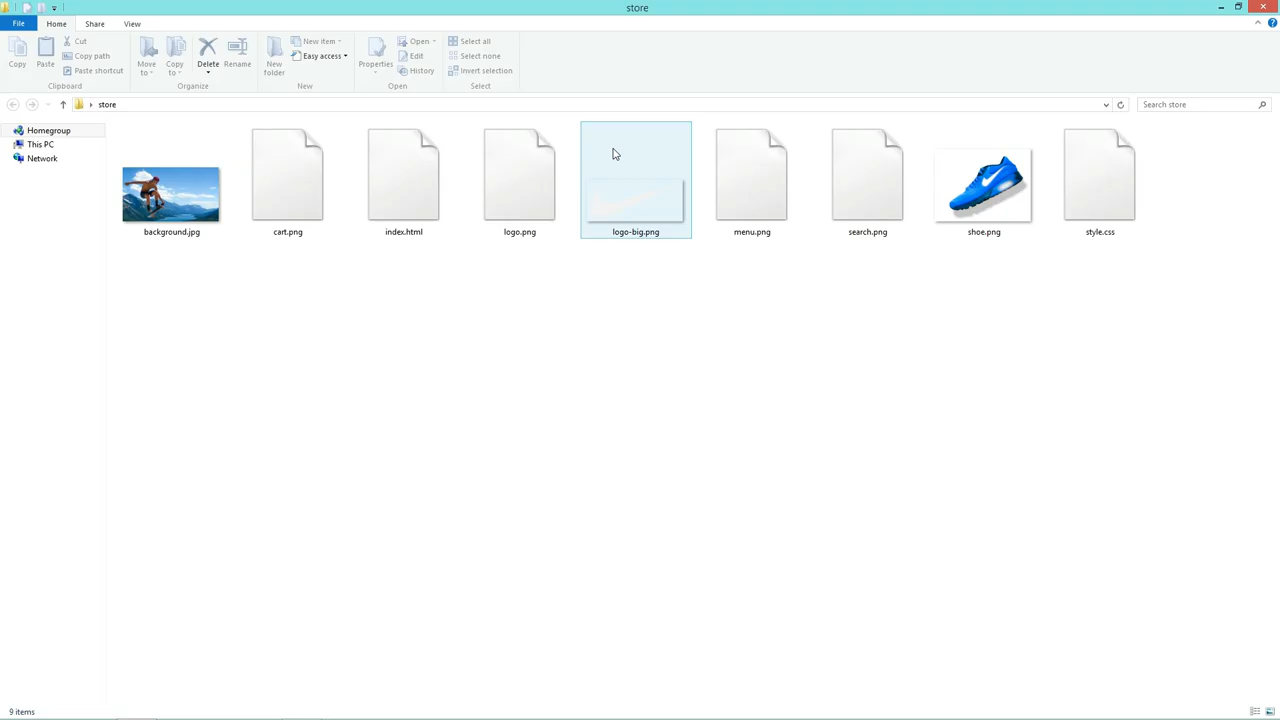 store
File Home Share View
Copy
Paste
Cut
Copy path
Paste shortcut
Clipboard
Move to
Copy to
Delete
Rename
Organize
New folder
New item
Easy access
New
Properties
Open
Edit
History
Open
Select all
Select none
Invert selection
Select
store
Search store
Homegroup
This PC
Network
background.jpg cart.png index.html logo.png logo-big.png menu.png search.png shoe.png style.css
9 items